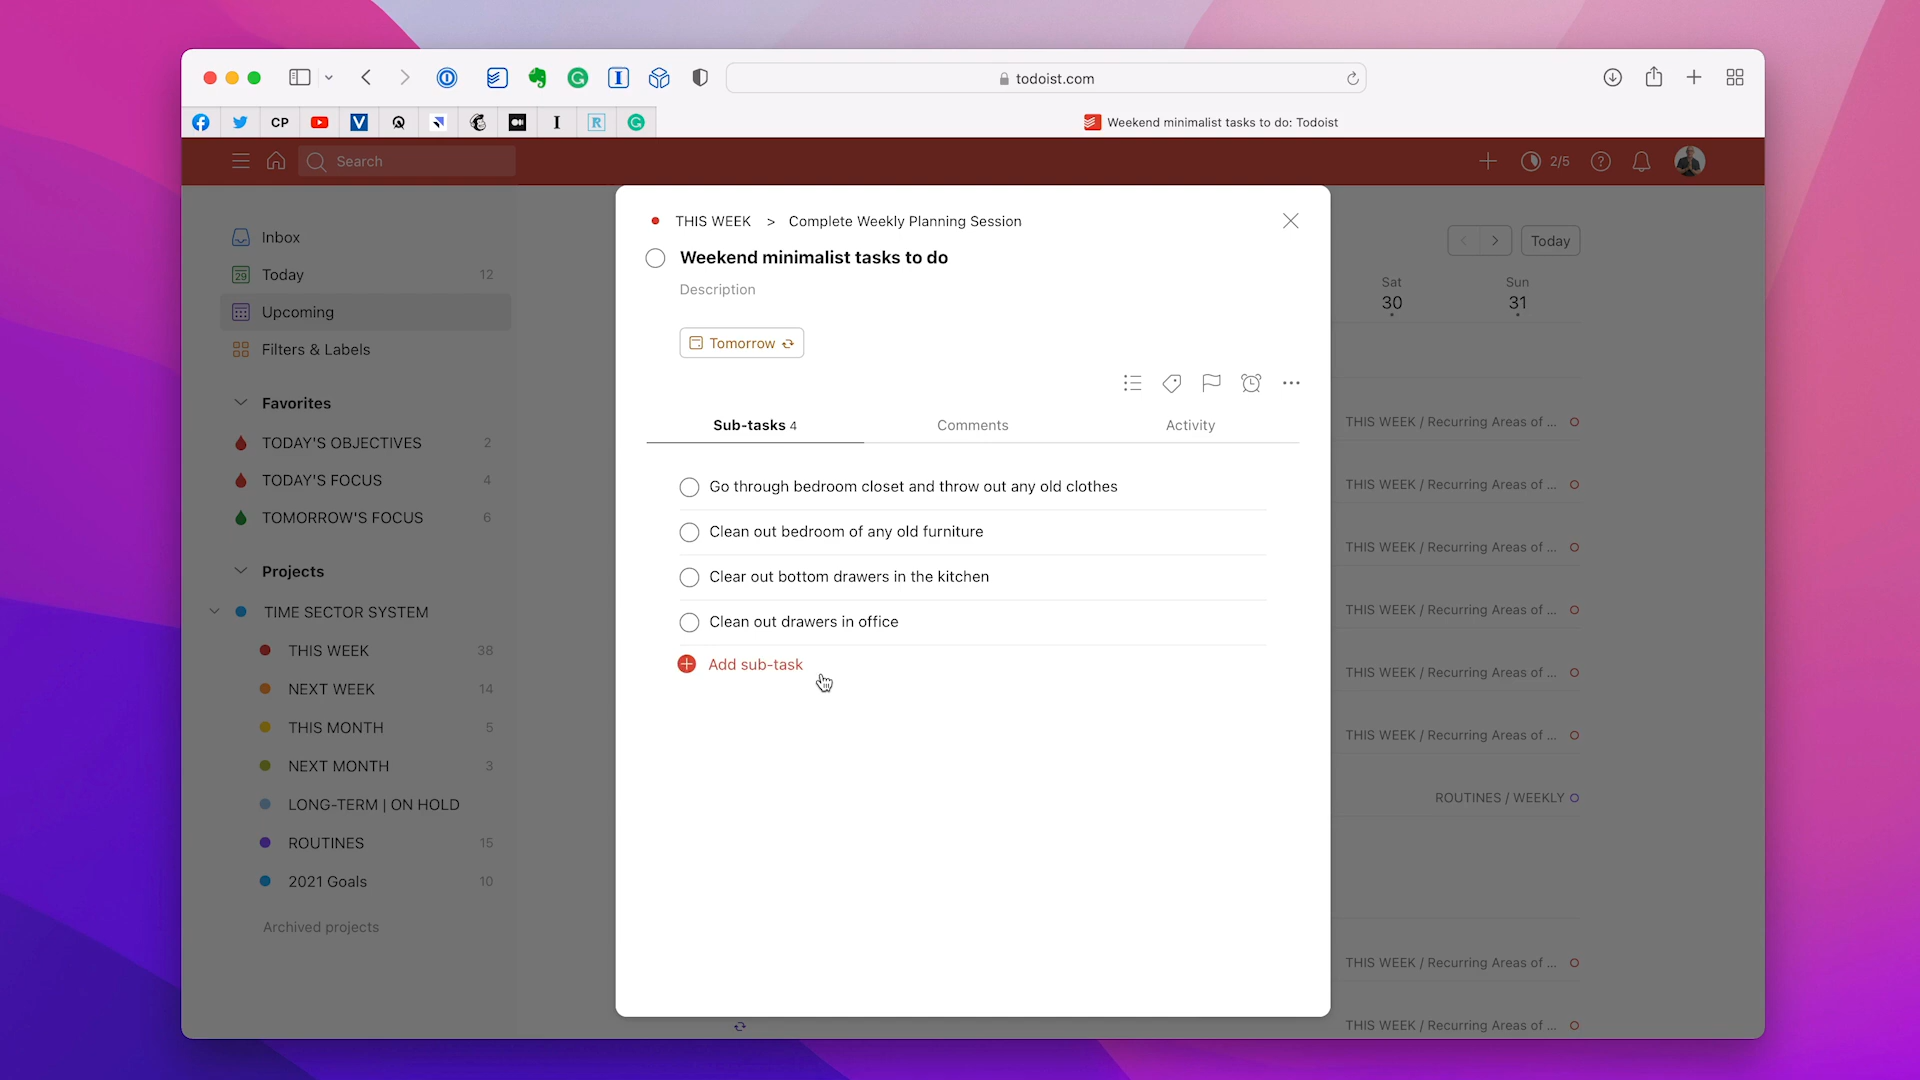 todoist.com
CP
Weekend minimalist tasks to do: Todoist
Search
2/5
Inbox
29
Today 12
Upcoming
Filters & Labels
Favorites
TODAY'S OBJECTIVES 2
TODAY'S FOCUS 4
TOMORROW'S FOCUS 6
Projects
TIME SECTOR SYSTEM
THIS WEEK 38
NEXT WEEK 14
THIS MONTH 5
NEXT MONTH 3
LONG-TERM | ON HOLD
ROUTINES 15
2021 Goals 10
Archived projects
THIS WEEK > Complete Weekly Planning Session
Weekend minimalist tasks to do
Description
Tomorrow
Sub-tasks 4
Comments
Activity
Go through bedroom closet and throw out any old clothes
Clean out bedroom of any old furniture
Clear out bottom drawers in the kitchen
Clean out drawers in office
Add sub-task
Today
Sat
30
Sun
31
THIS WEEK / Recurring Areas of ...
THIS WEEK / Recurring Areas of ...
THIS WEEK / Recurring Areas of ...
THIS WEEK / Recurring Areas of ...
THIS WEEK / Recurring Areas of ...
THIS WEEK / Recurring Areas of ...
ROUTINES / WEEKLY
THIS WEEK / Recurring Areas of ...
THIS WEEK / Recurring Areas of ...